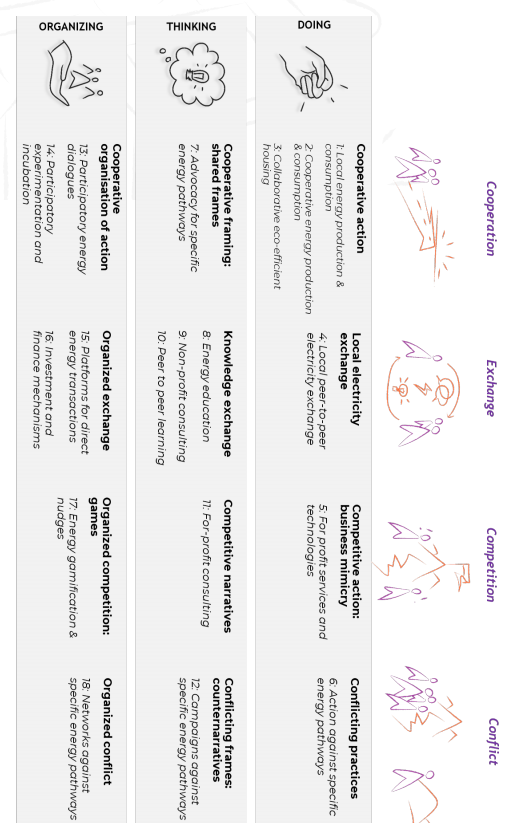 Cooperation
Exchange
Competition
Conflict
DOING
Cooperative action
1: Local energy production &
consumption
2: Cooperative energy production
& consumption
3: Collaborative eco-efficient
housing
Local electricity
exchange
4: Local peer-to-peer
electricity exchange
Competitive action:
business mimicry
5: For profit services and
technologies
Conflicting practices
6: Action against specific
energy pathways
THINKING
Cooperative framing:
shared frames
7: Advocacy for specific
energy pathways
Knowledge exchange
8: Energy education
9: Non-profit consulting
10: Peer to peer learning
Competitive narratives
11: For-profit consulting
Conflicting frames:
counternarratives
12: Campaigns against
specific energy pathways
ORGANIZING
Cooperative
organisation of action
13: Participatory energy
dialogues
14: Participatory
experimentation and
incubation
Organized exchange
15: Platforms for direct
energy transactions
16: Investment and
finance mechanisms
Organized competition:
games
17: Energy gamification &
nudges
Organized conflict
18: Networks against
specific energy pathways